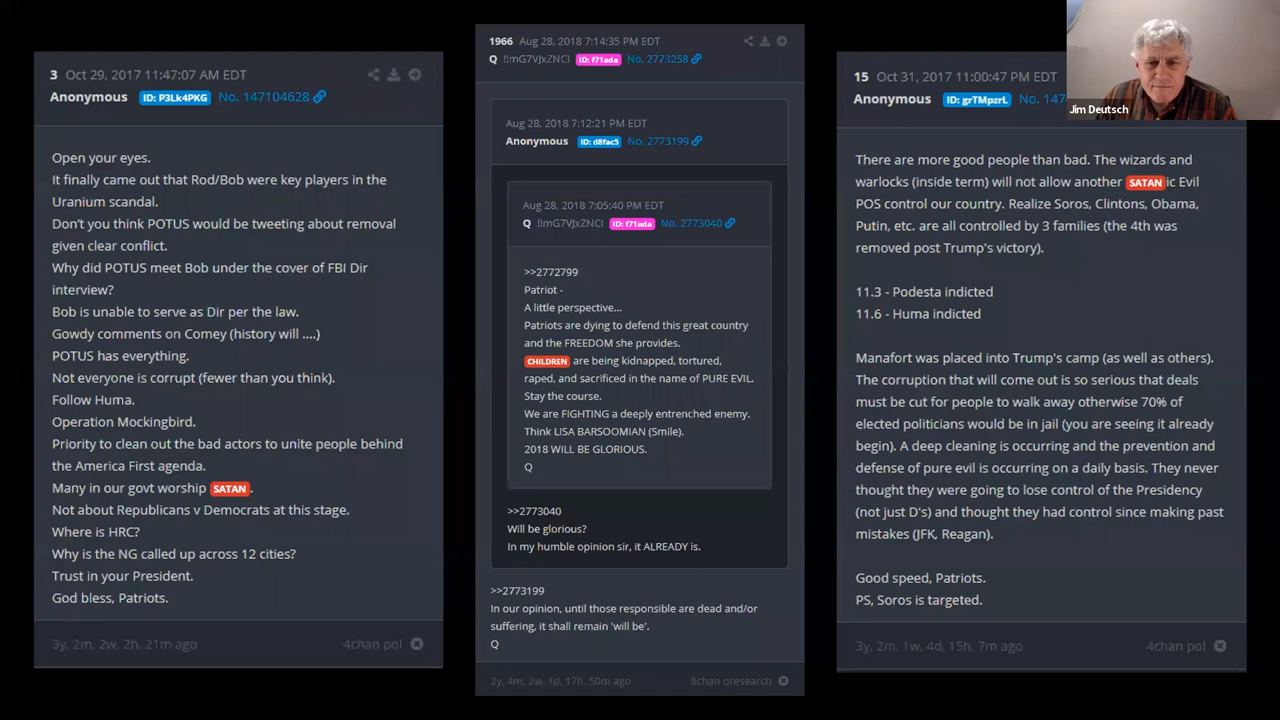 3 Oct 29, 2017 11:47:07 AM EDT
Anonymous ID: P3Lk4PKG No. 147104628
Open your eyes.
It finally came out that Rod/Bob were key players in the
Uranium scandal.
Don't you think POTUS would be tweeting about removal
given clear conflict.
Why did POTUS meet Bob under the cover of FBI Dir
interview?
Bob is unable to serve as Dir per the law.
Gowdy comments on Comey (history will ....)
POTUS has everything.
Not everyone is corrupt (fewer than you think).
Follow Huma.
Operation Mockingbird.
Priority to clean out the bad actors to unite people behind
the America First agenda.
Many in our govt worship SATAN.
Not about Republicans v Democrats at this stage.
Where is HRC?
Why is the NG called up across 12 cities?
Trust in your President.
God bless, Patriots.
3y, 2m, 2w, 2h, 21m ago 4chan pol
1966 Aug 28, 2018 7:14:35 PM EDT
Q !!mG7VJxZNCI ID: f71ada No. 2773258
Aug 28, 2018 7:12:21 PM EDT
Anonymous ID: d8fac5 No. 2773199
Aug 28, 2018 7:05:40 PM EDT
Q !!mG7VJxZNCI ID: f71ada No. 2773040
>>2772799
Patriot -
A little perspective...
Patriots are dying to defend this great country
and the FREEDOM she provides.
CHILDREN are being kidnapped, tortured,
raped, and sacrificed in the name of PURE EVIL.
Stay the course.
We are FIGHTING a deeply entrenched enemy.
Think LISA BARSOOMIAN (Smile).
2018 WILL BE GLORIOUS.
Q
>>2773040
Will be glorious?
In my humble opinion sir, it ALREADY is.
>>2773199
In our opinion, until those responsible are dead and/or
suffering, it shall remain 'will be'.
Q
2y, 4m, 2w, 1d, 17h, 50m ago 8chan qresearch
15 Oct 31, 2017 11:00:47 PM EDT
Anonymous ID: grTMpzrL No. 147
There are more good people than bad. The wizards and
warlocks (inside term) will not allow another SATANic Evil
POS control our country. Realize Soros, Clintons, Obama,
Putin, etc. are all controlled by 3 families (the 4th was
removed post Trump's victory).
11.3 - Podesta indicted
11.6 - Huma indicted
Manafort was placed into Trump's camp (as well as others).
The corruption that will come out is so serious that deals
must be cut for people to walk away otherwise 70% of
elected politicians would be in jail (you are seeing it already
begin). A deep cleaning is occurring and the prevention and
defense of pure evil is occurring on a daily basis. They never
thought they were going to lose control of the Presidency
(not just D's) and thought they had control since making past
mistakes (JFK, Reagan).
Good speed, Patriots.
PS, Soros is targeted.
3y, 2m, 1w, 4d, 15h, 7m ago 4chan pol
Jim Deutsch